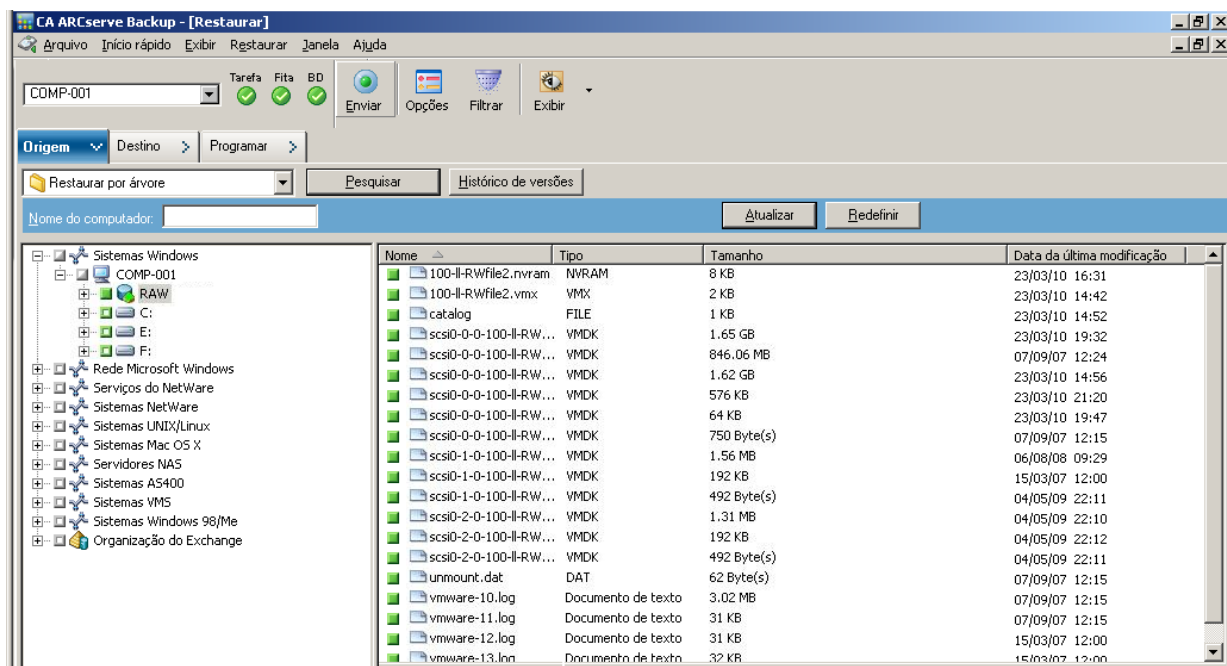 CA ARCserve Backup - [Restaurar]
Arquivo Início rápido Exibir Restaurar Janela Ajuda
COMP-001
Tarefa Fita BD
Enviar Opções Filtrar Exibir
Origem Destino Programar
Restaurar por árvore Pesquisar Histórico de versões
Nome do computador: Atualizar Redefinir
Sistemas Windows
COMP-001
RAW
C:
E:
F:
Rede Microsoft Windows
Serviços do NetWare
Sistemas NetWare
Sistemas UNIX/Linux
Sistemas Mac OS X
Servidores NAS
Sistemas AS400
Sistemas VMS
Sistemas Windows 98/Me
Organização do Exchange
Nome Tipo Tamanho Data da última modificação
100-ll-RWfile2.nvram NVRAM 8 KB 23/03/10 16:31
100-ll-RWfile2.vmx VMX 2 KB 23/03/10 14:42
catalog FILE 1 KB 23/03/10 14:52
scsi0-0-0-100-ll-RW... VMDK 1.65 GB 23/03/10 19:32
scsi0-0-0-100-ll-RW... VMDK 846.06 MB 07/09/07 12:24
scsi0-0-0-100-ll-RW... VMDK 1.62 GB 23/03/10 14:56
scsi0-0-0-100-ll-RW... VMDK 576 KB 23/03/10 21:20
scsi0-0-0-100-ll-RW... VMDK 64 KB 23/03/10 19:47
scsi0-0-0-100-ll-RW... VMDK 750 Byte(s) 07/09/07 12:15
scsi0-1-0-100-ll-RW... VMDK 1.56 MB 06/08/08 09:29
scsi0-1-0-100-ll-RW... VMDK 192 KB 15/03/07 12:00
scsi0-1-0-100-ll-RW... VMDK 492 Byte(s) 04/05/09 22:11
scsi0-2-0-100-ll-RW... VMDK 1.31 MB 04/05/09 22:10
scsi0-2-0-100-ll-RW... VMDK 192 KB 04/05/09 22:12
scsi0-2-0-100-ll-RW... VMDK 492 Byte(s) 04/05/09 22:11
unmount.dat DAT 62 Byte(s) 07/09/07 12:15
vmware-10.log Documento de texto 3.02 MB 07/09/07 12:15
vmware-11.log Documento de texto 31 KB 07/09/07 12:15
vmware-12.log Documento de texto 31 KB 15/03/07 12:00
vmware-13.log Documento de texto 32 KB 15/03/07 12:00